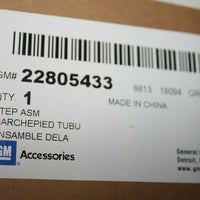 GM# 22805433
QTY. 1
8813 18094 GR
MADE IN CHINA
STEP ASM
MARCHEPIED TUBU
ENSAMBLE DELA
GM Accessories
General
Detroit,